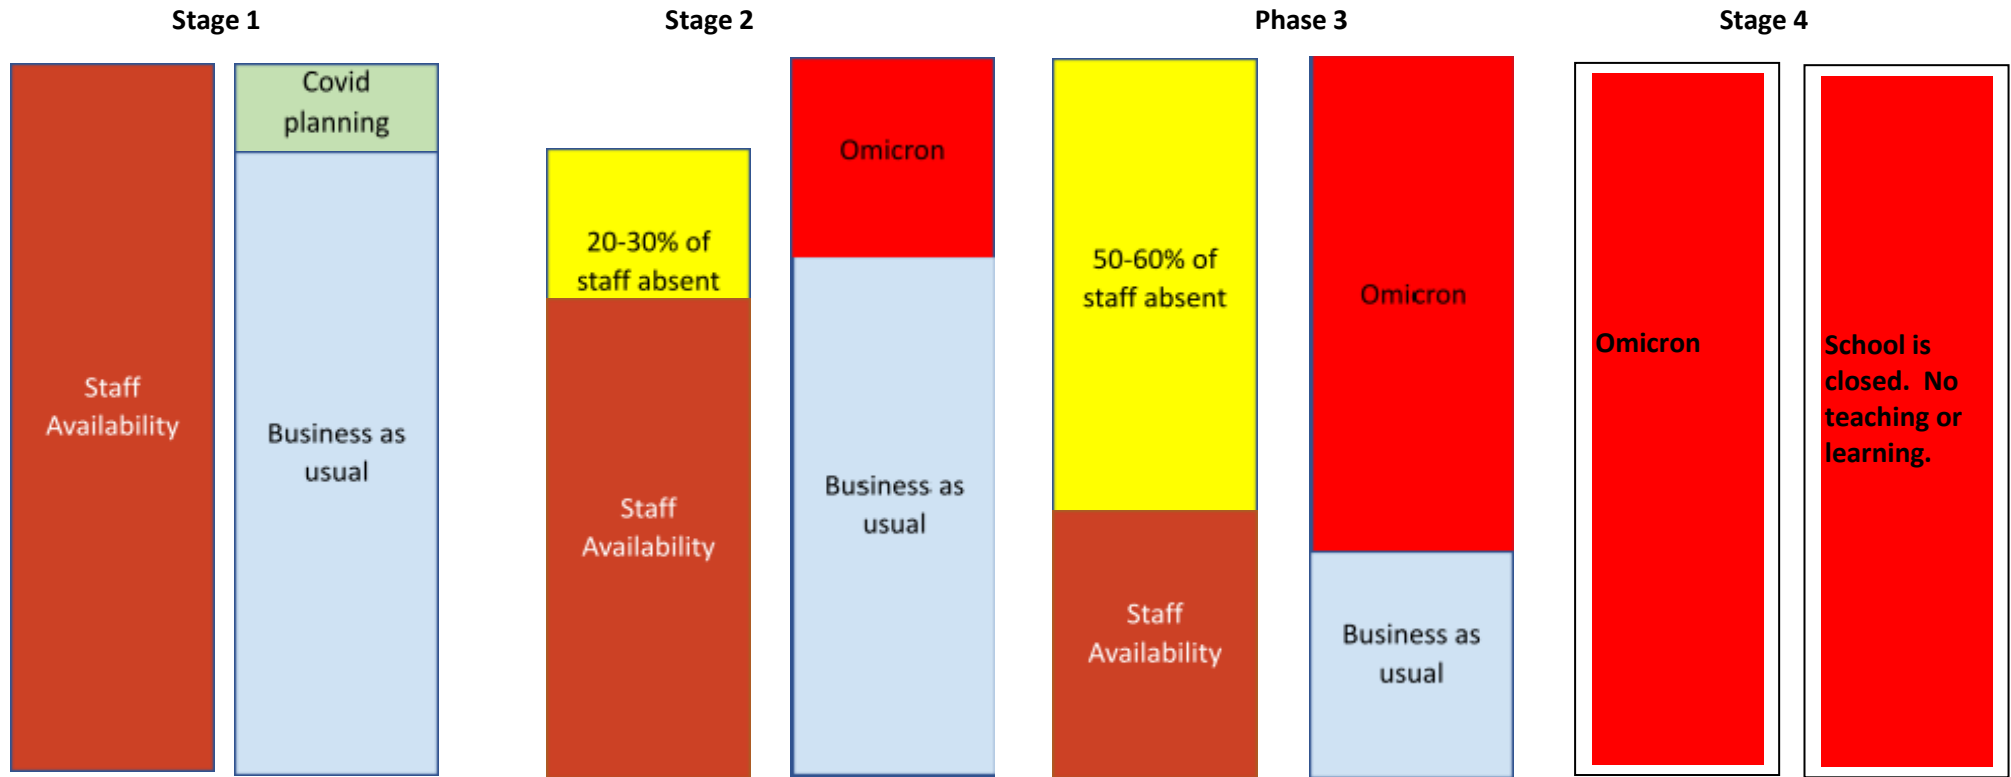 Stage 1
Stage 2
Phase 3
Stage 4
Covid
planning
Staff
Availability
Business as
usual
20-30% of
staff absent
Staff
Availability
Omicron
Business as
usual
50-60% of
staff absent
Staff
Availability
Omicron
Business as
usual
Omicron
School is
closed. No
teaching or
learning.